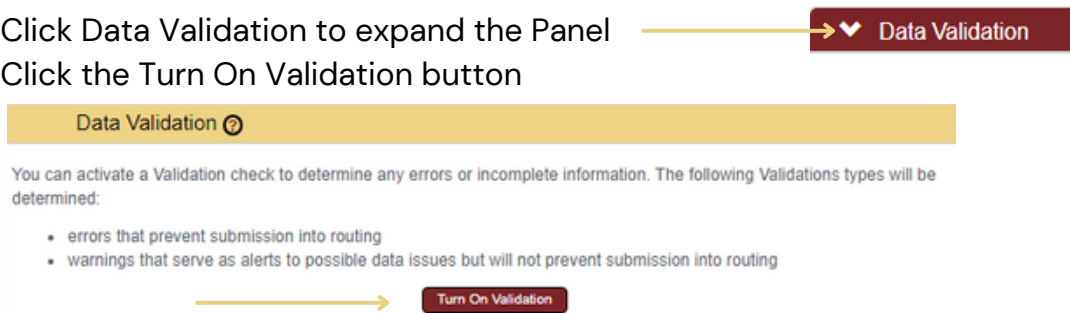 Click Data Validation to expand the Panel
Data Validation
Click the Turn On Validation button
Data Validation ?
You can activate a Validation check to determine any errors or incomplete information. The following Validations types will be
determined:
• errors that prevent submission into routing
• warnings that serve as alerts to possible data issues but will not prevent submission into routing
Turn On Validation